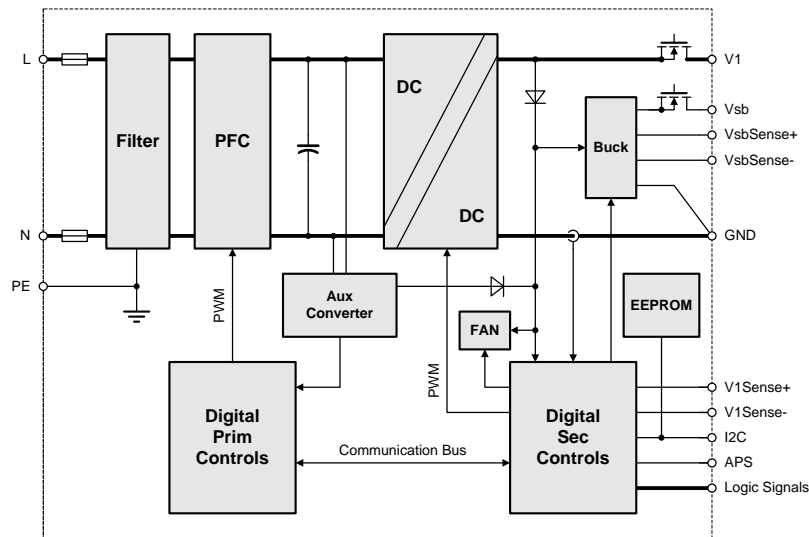 L
N
PE
Filter
PFC
DC
DC
Buck
V1
Vsb
VsbSense+
VsbSense-
GND
PWM
Aux
Converter
FAN
EEPROM
PWM
Digital
Prim
Controls
Communication Bus
Digital
Sec
Controls
V1Sense+
V1Sense-
I2C
APS
Logic Signals